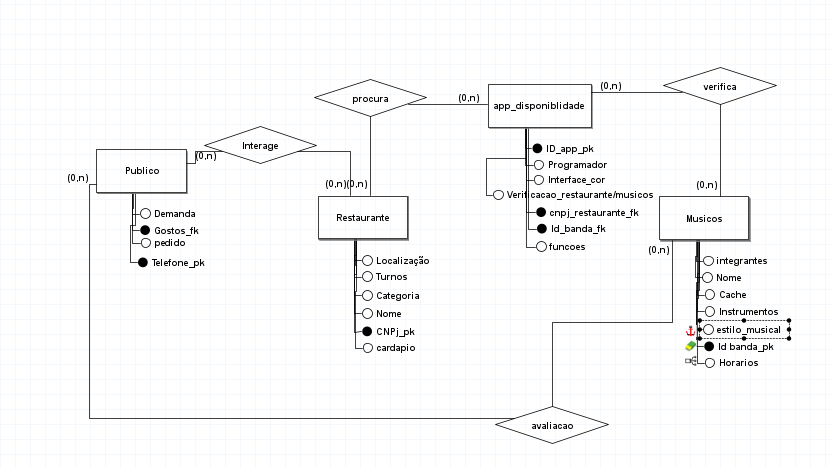 procura
(0,n)
app_disponiblidade
(0,n)
verifica
Publico
(0,n)
Interage
(0,n)
(0,n)
(0,n)
Restaurante
(0,n)
Musicos
(0,n)
Demanda
Gostos_fk
pedido
Telefone_pk
Localização
Turnos
Categoria
Nome
CNPj_pk
cardapio
ID_app_pk
Programador
Interface_cor
Verificacao_restaurante/musicos
cnpj_restaurante_fk
Id_banda_fk
funcoes
integrantes
Nome
Cache
Instrumentos
estilo_musical
Id banda_pk
Horarios
avaliacao